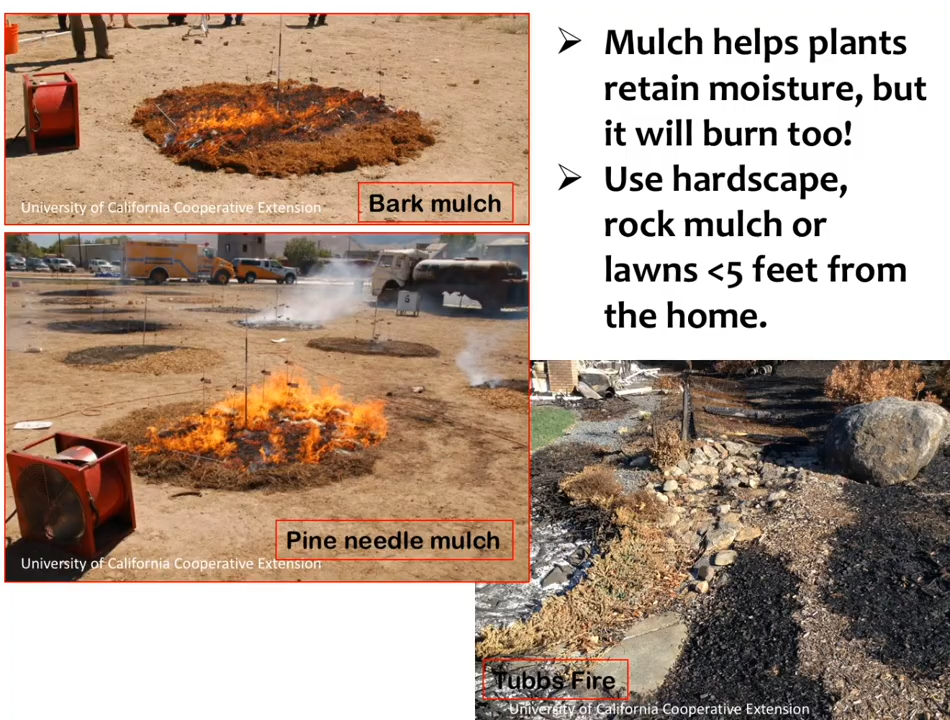 University of California Cooperative Extension
Bark mulch
Pine needle mulch
University of California Cooperative Extension
➢ Mulch helps plants
retain moisture, but
it will burn too!
➢ Use hardscape,
rock mulch or
lawns <5 feet from
the home.
Tubbs Fire
University of California Cooperative Extension